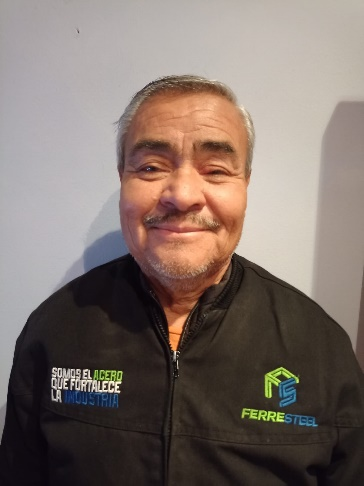 SOMOS EL ACERO
QUE FORTALECE
LA INDUSTRIA
FERRESTEEL